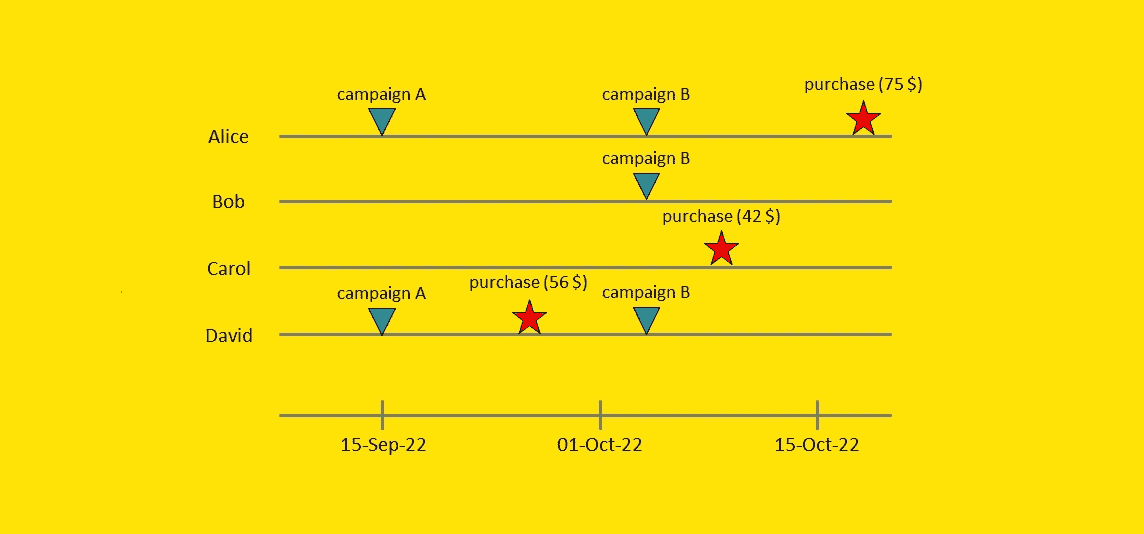 purchase (75 $)
campaign A
campaign B
Alice
campaign B
Bob
purchase (42 $)
Carol
purchase (56 $)
campaign A
campaign B
David
15-Sep-22
01-Oct-22
15-Oct-22